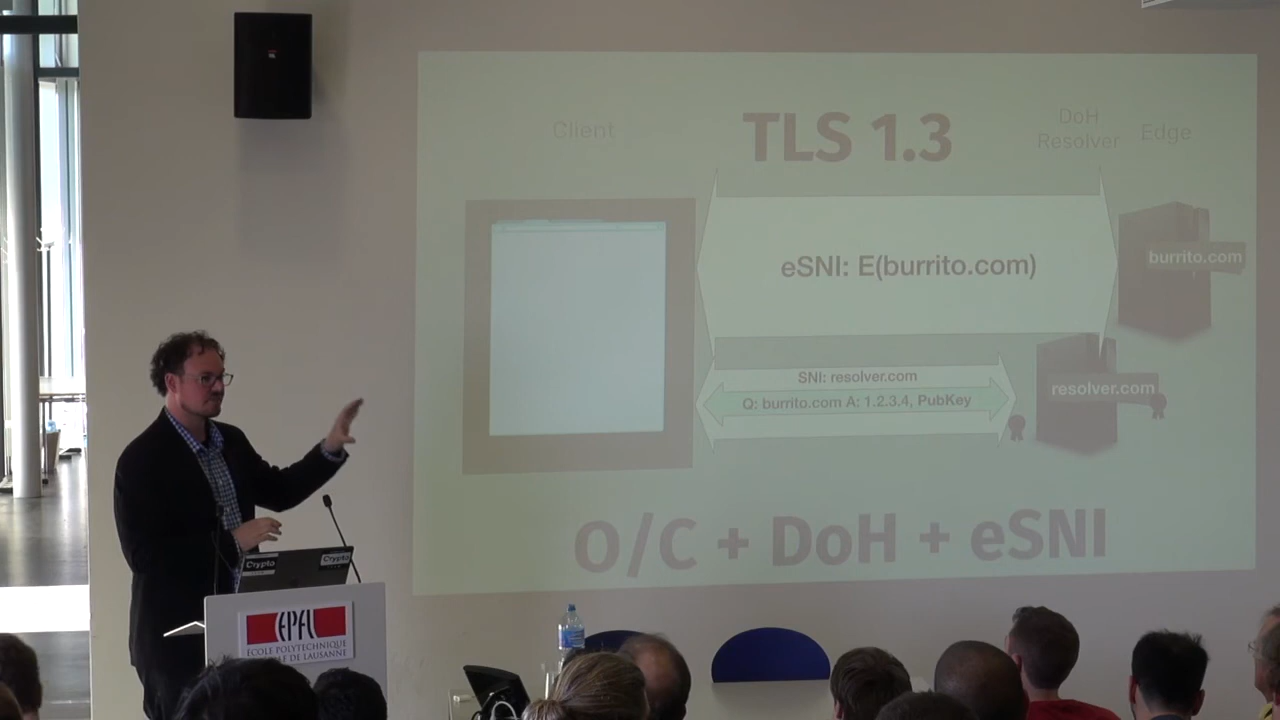 Client
TLS 1.3
DoH
Resolver
Edge
eSNI: E(burrito.com)
burrito.com
SNI: resolver.com
Q: burrito.com A: 1.2.3.4, PubKey
resolver.com
O/C + DoH + eSNI
Crypto
Crypto
EPFL
ECOLE POLYTECHNIQUE
DE LAUSANNE